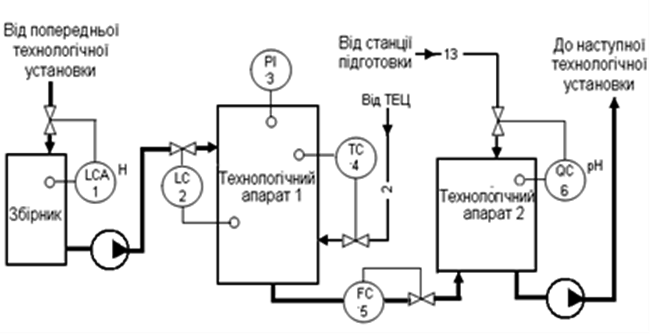 Від попередньої
технологічної
установки
PI
3
Від станції
підготовки
13
До наступної
технологічної
установки
Від ТЕЦ
LCA
1
H
LC
2
TC
4
2
QC
6
pH
Збірник
Технологічний
апарат 1
Технологічний
апарат 2
FC
5